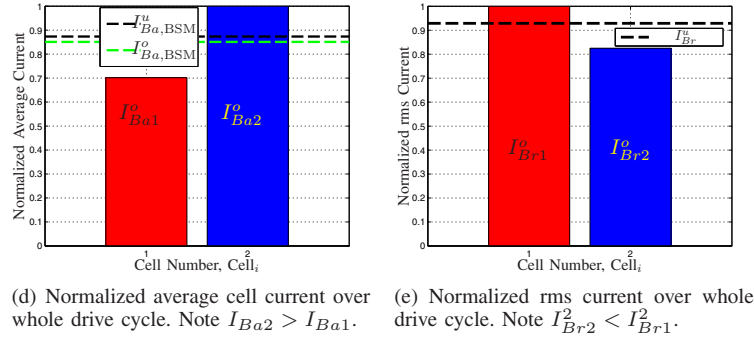 Normalized Average Current
1
0.9
0.8
0.7
0.6
0.5
0.4
0.3
0.2
0.1
0
I^u_{Ba,BSM}
I^o_{Ba,BSM}
I^o_{Ba1}
I^o_{Ba2}
1
2
Cell Number, Cell_i
(d) Normalized average cell current over
whole drive cycle. Note I_{Ba2} > I_{Ba1}.
Normalized rms Current
1
0.9
0.8
0.7
0.6
0.5
0.4
0.3
0.2
0.1
0
I^u_{Br}
I^o_{Br1}
I^o_{Br2}
1
2
Cell Number, Cell_i
(e) Normalized rms current over whole
drive cycle. Note I^2_{Br2} < I^2_{Br1}.